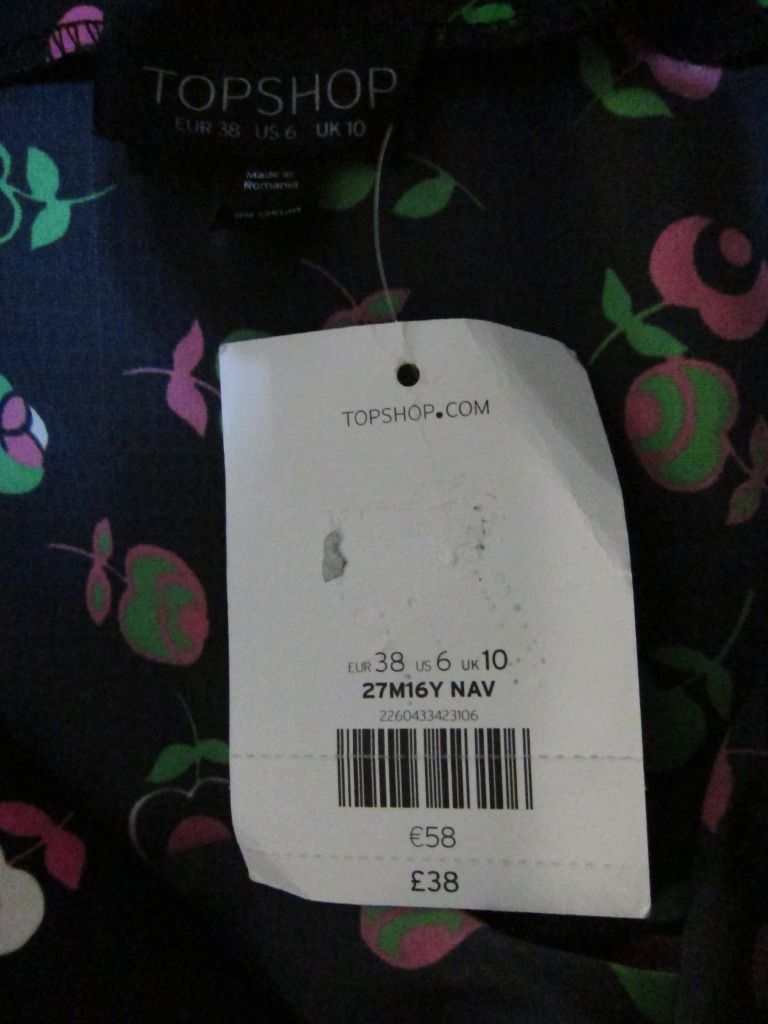 TOPSHOP
EUR 38 US 6 UK 10
Made in
Romania
TOPSHOP.COM
EUR 38 US 6 UK 10
27M16Y NAV
2260433423106
€58
£38